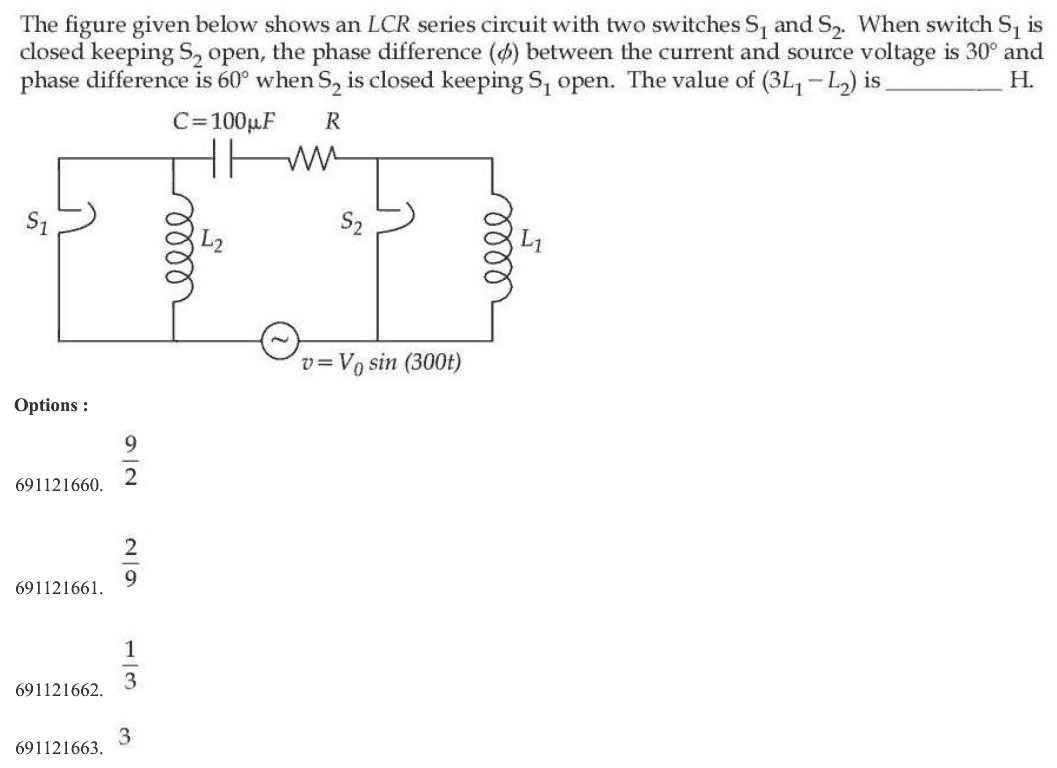 The figure given below shows an LCR series circuit with two switches S₁ and S₂. When switch S₁ is
closed keeping S₂ open, the phase difference (ϕ) between the current and source voltage is 30° and
phase difference is 60° when S₂ is closed keeping S₁ open. The value of (3L₁ – L₂) is __________ H.
C=100μF R
S₁ L₂ S₂ L₁
~
v = V₀ sin (300t)
Options :
691121660. 9/2
691121661. 2/9
691121662. 1/3
691121663. 3